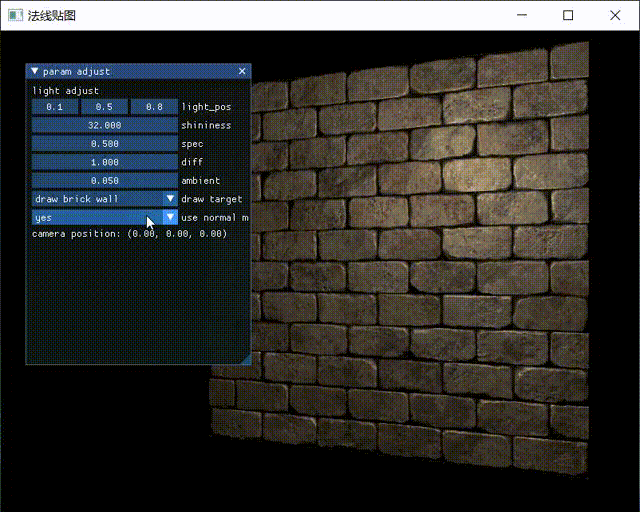 法线贴图
param adjust
light adjust
0.1 0.5 0.8 light_pos
32.000 shininess
0.500 spec
1.000 diff
0.050 ambient
draw brick wall draw target
yes use normal m
camera position: (0.00, 0.00, 0.00)